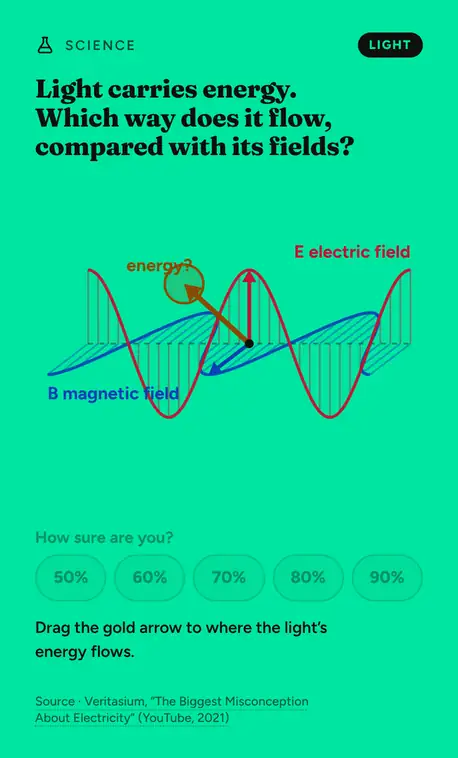 SCIENCE
LIGHT
Light carries energy.
Which way does it flow,
compared with its fields?
energy?
E electric field
B magnetic field
How sure are you?
50% 60% 70% 80% 90%
Drag the gold arrow to where the light's
energy flows.
Source · Veritasium, "The Biggest Misconception
About Electricity" (YouTube, 2021)